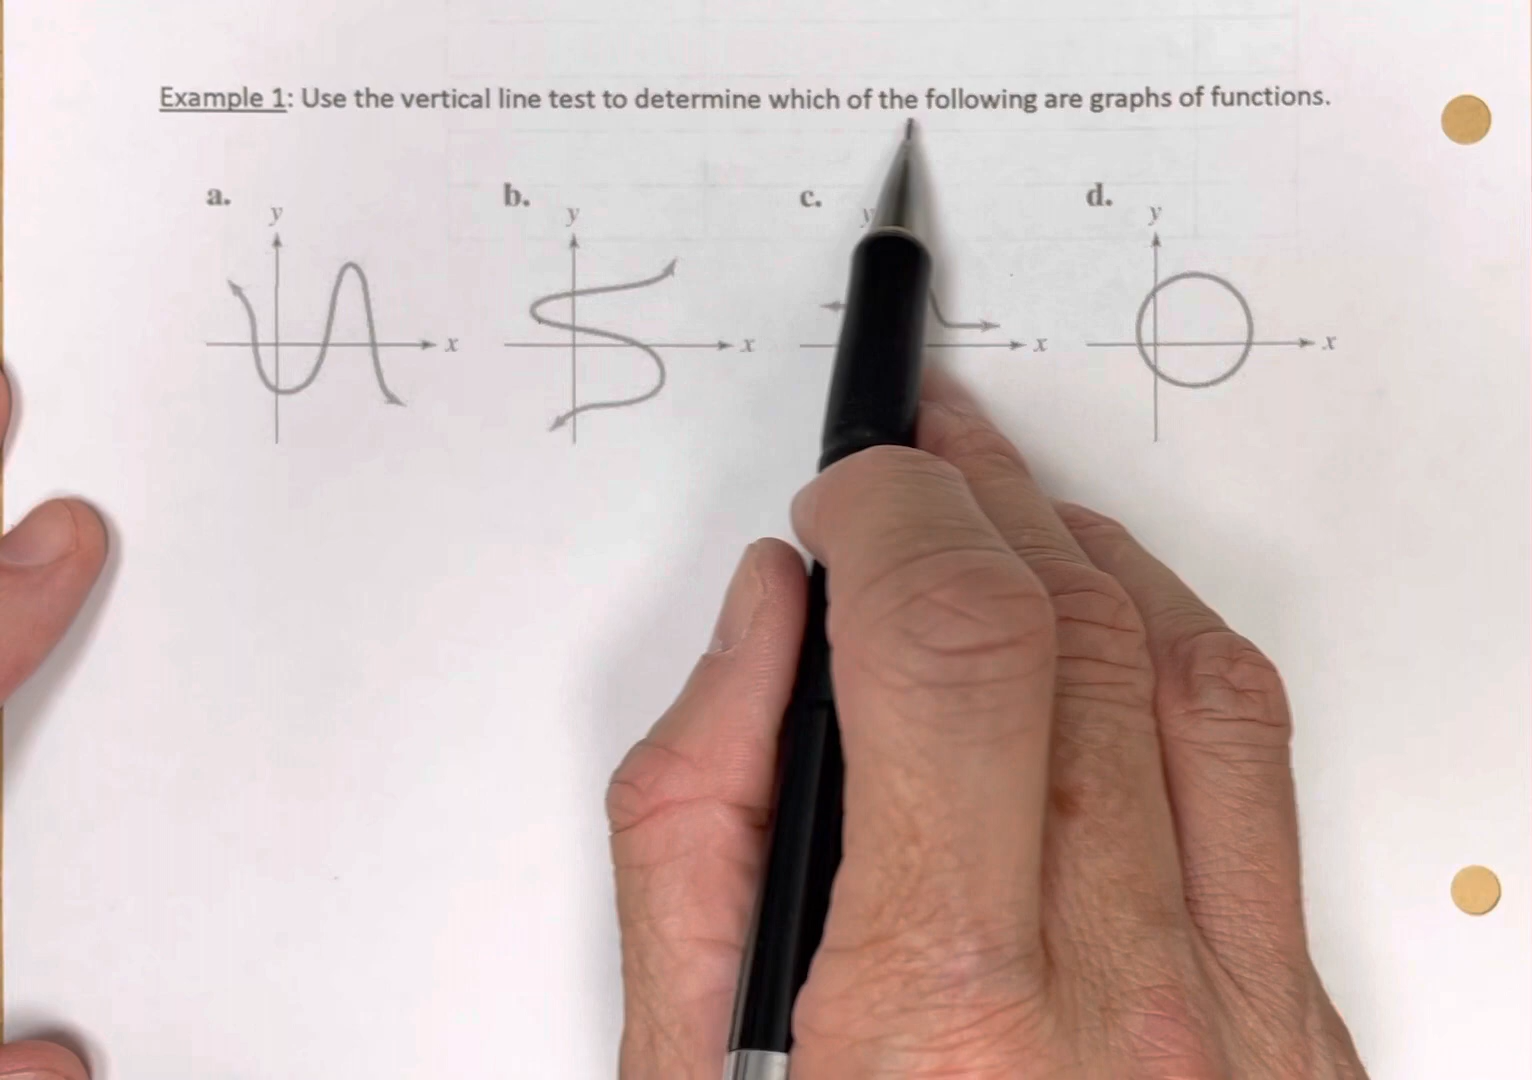 Example 1: Use the vertical line test to determine which of the following are graphs of functions.
a. b. c. d.
y y y y
x x x x